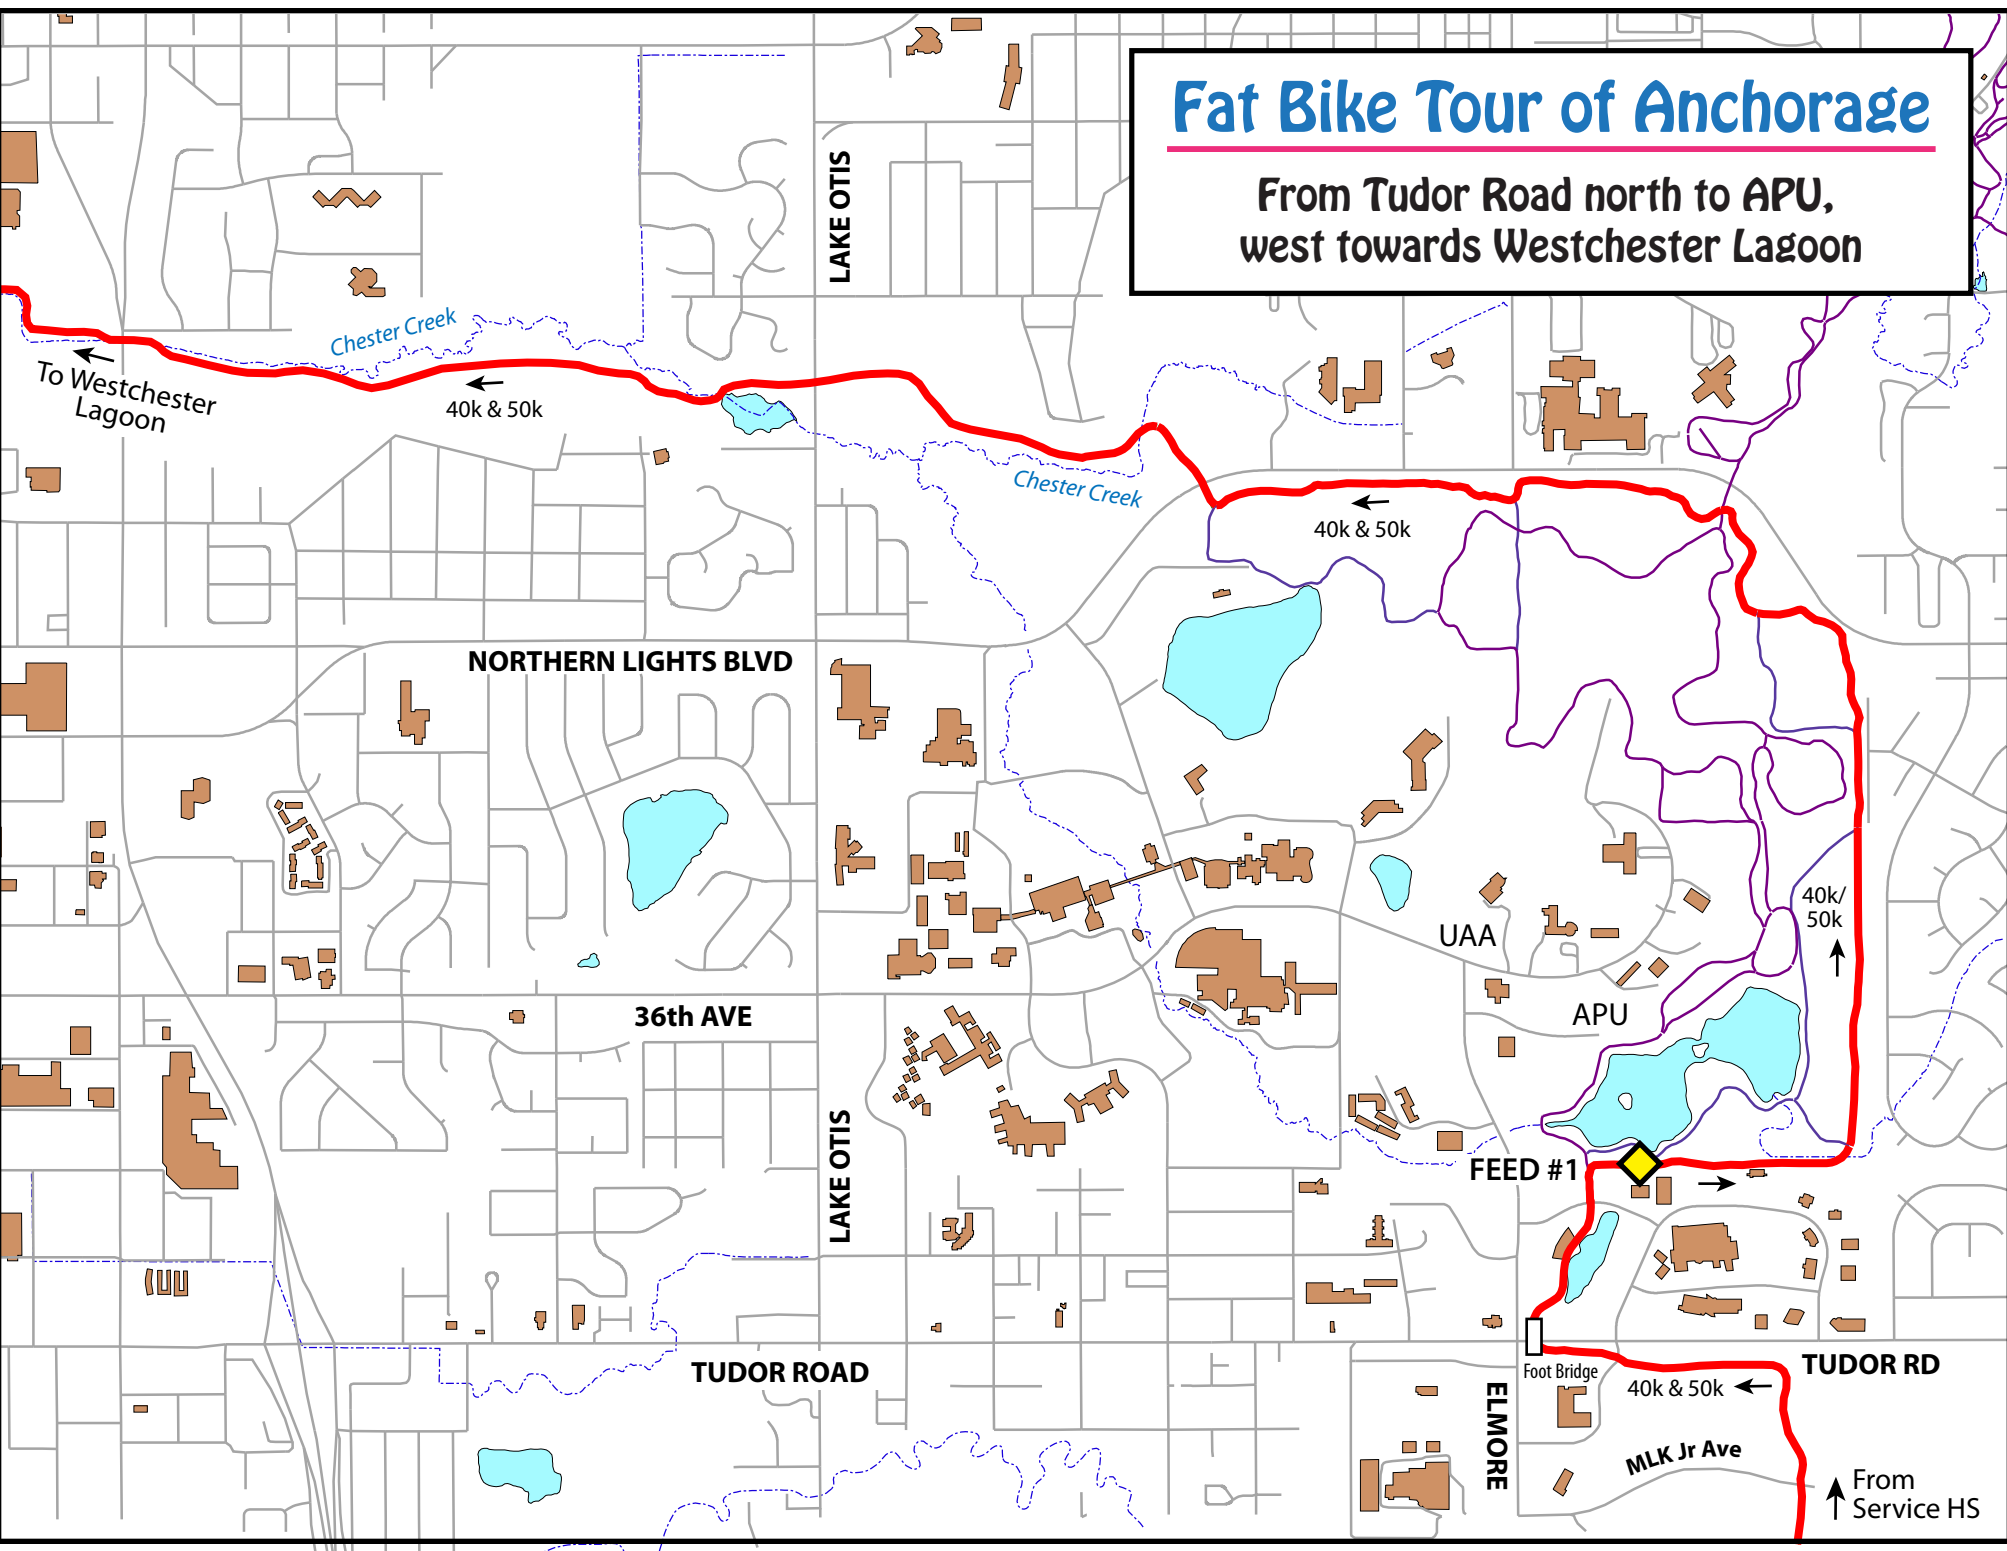 Fat Bike Tour of Anchorage
From Tudor Road north to APU,
west towards Westchester Lagoon
LAKE OTIS
Chester Creek
To Westchester
Lagoon
40k & 50k
Chester Creek
40k & 50k
NORTHERN LIGHTS BLVD
40k/
50k
UAA
APU
36th AVE
LAKE OTIS
FEED #1
Foot Bridge
TUDOR ROAD
TUDOR RD
40k & 50k
ELMORE
MLK Jr Ave
From
Service HS